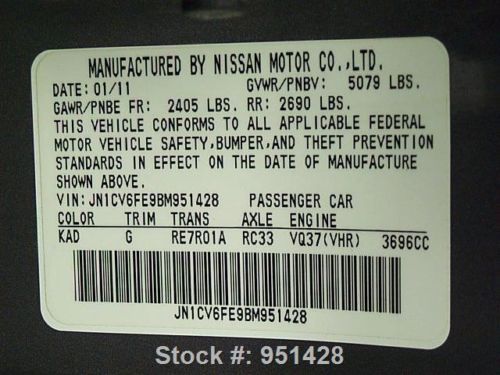 MANUFACTURED BY NISSAN MOTOR CO.,LTD.
DATE: 01/11 GVWR/PNBV: 5079 LBS.
GAWR/PNBE FR: 2405 LBS. RR: 2690 LBS.
THIS VEHICLE CONFORMS TO ALL APPLICABLE FEDERAL
MOTOR VEHICLE SAFETY,BUMPER,AND THEFT PREVENTION
STANDARDS IN EFFECT ON THE DATE OF MANUFACTURE
SHOWN ABOVE.
VIN: JN1CV6FE9BM951428 PASSENGER CAR
COLOR TRIM TRANS AXLE ENGINE
KAD G RE7R01A RC33 VQ37(VHR) 3696CC
JN1CV6FE9BM951428
Stock #: 951428